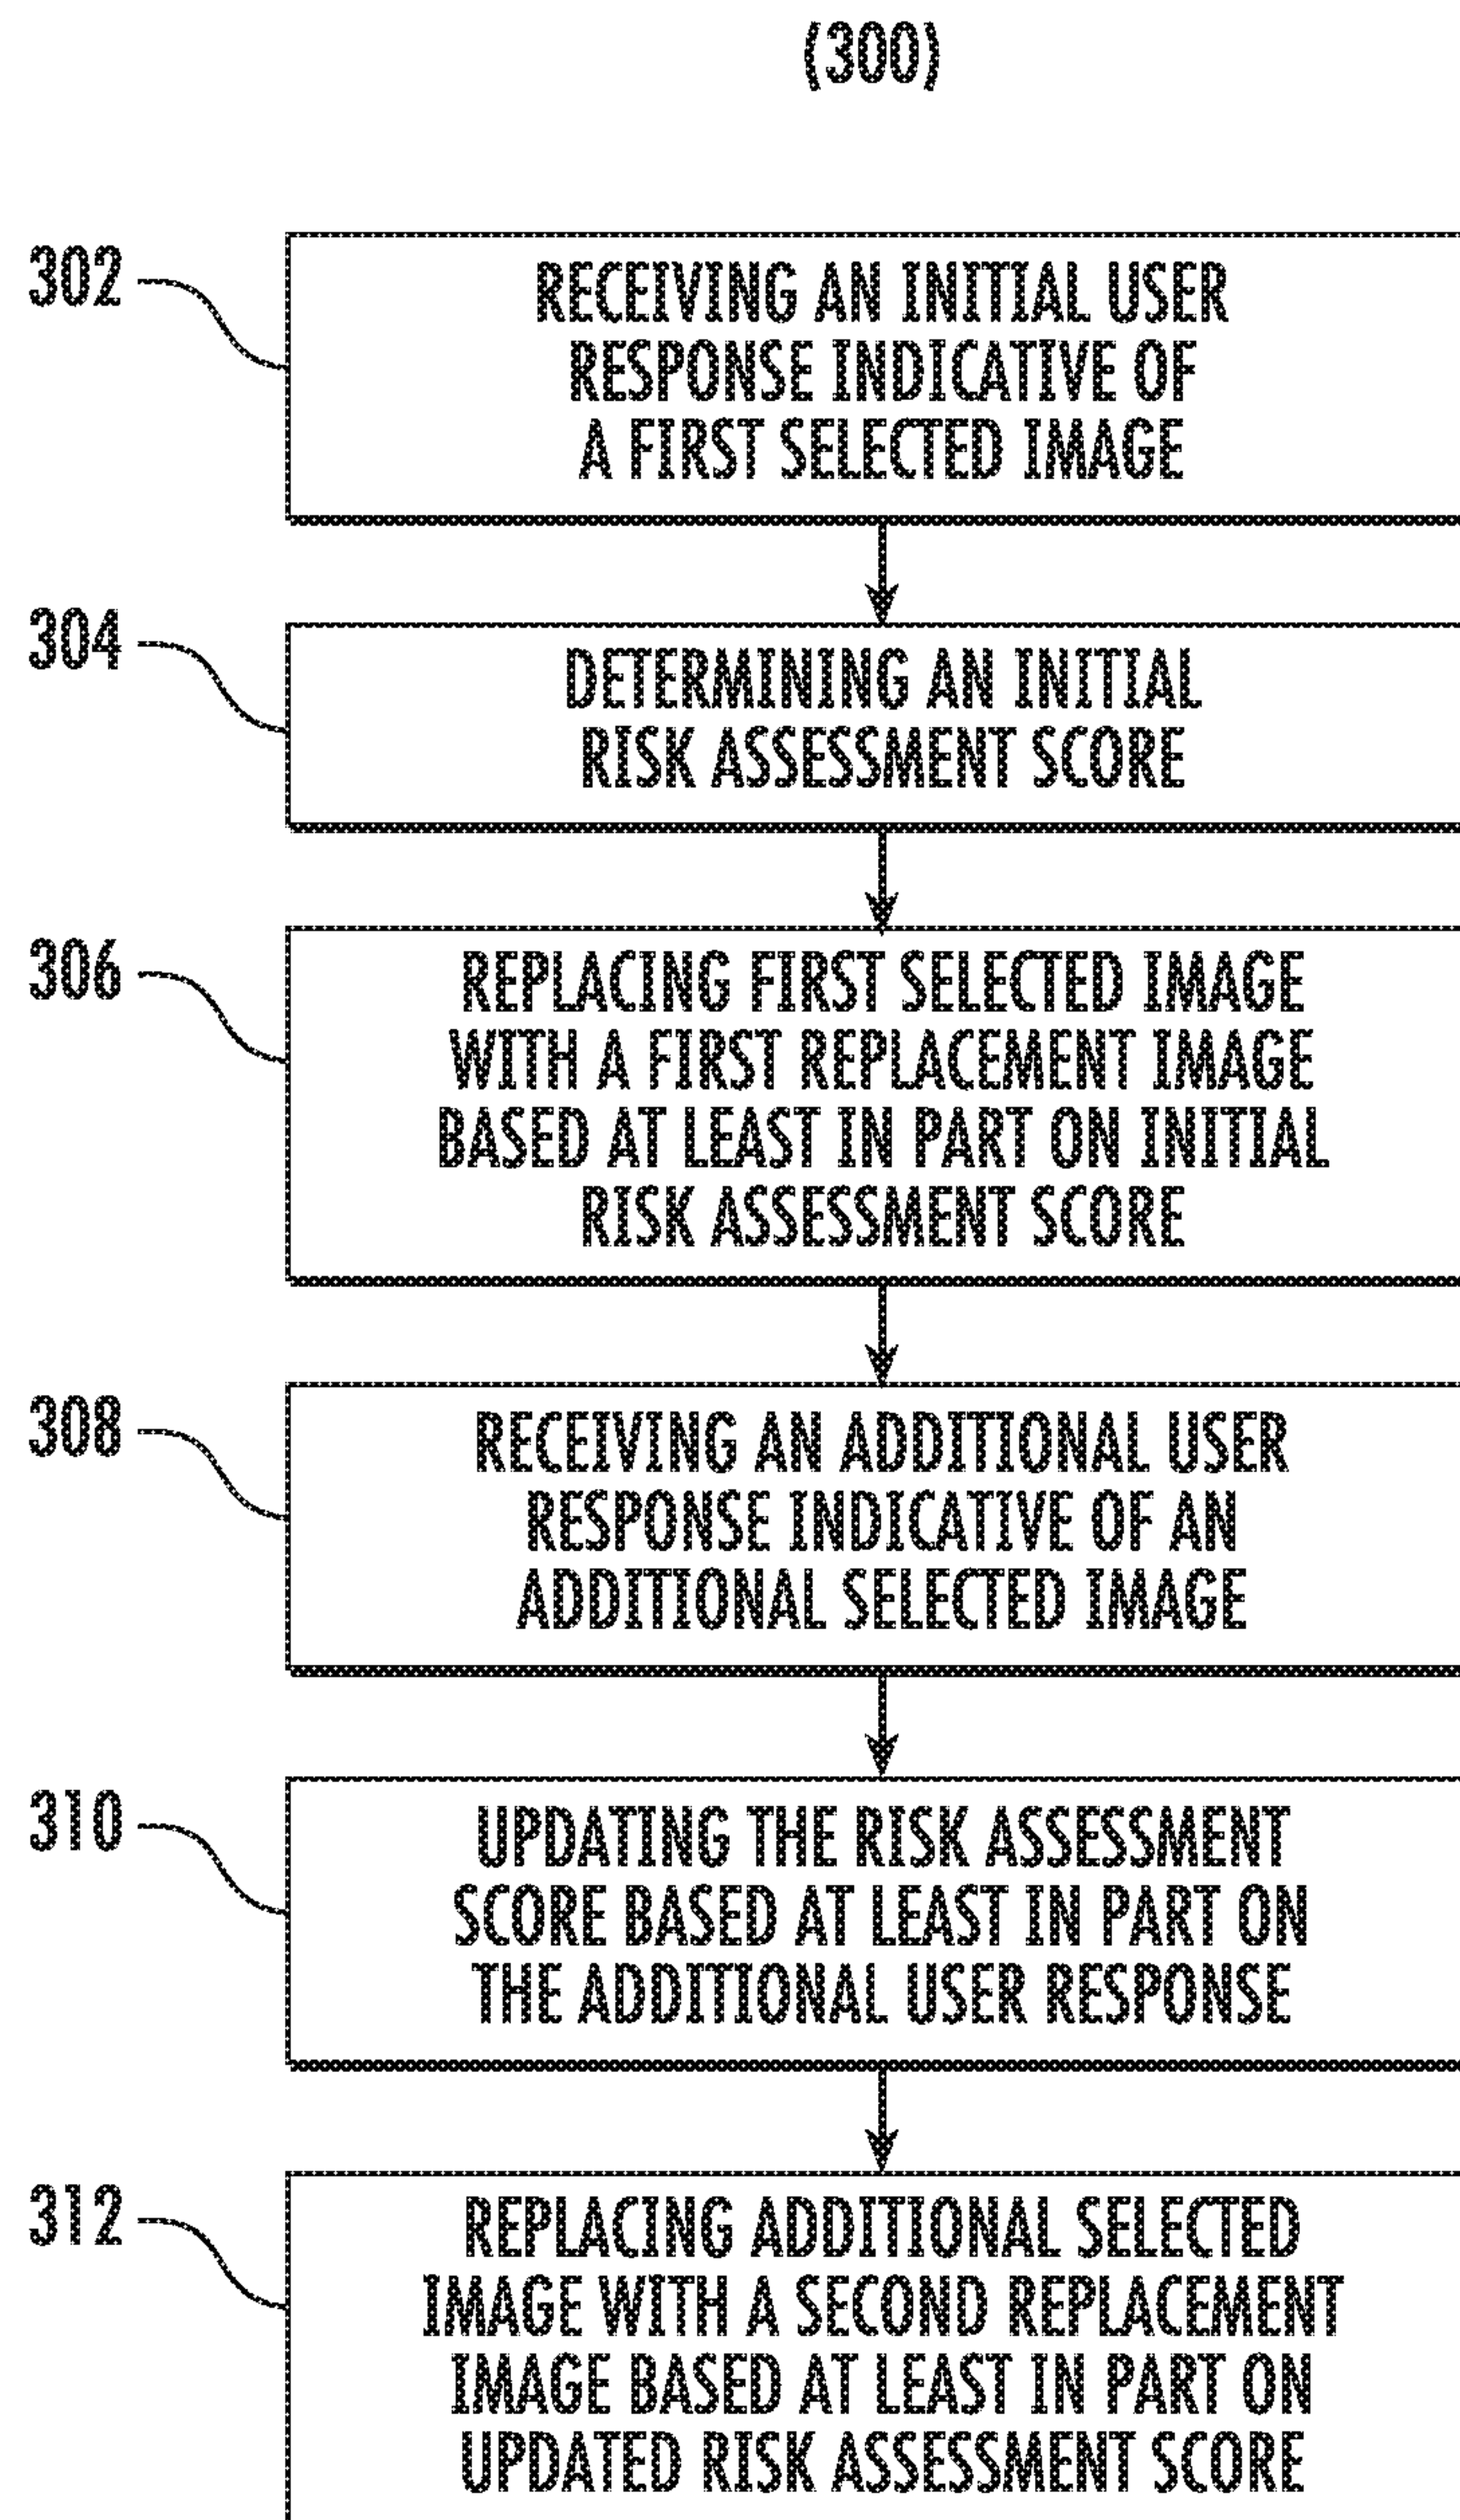 (300)
302
RECEIVING AN INITIAL USER
RESPONSE INDICATIVE OF
A FIRST SELECTED IMAGE
304
DETERMINING AN INITIAL
RISK ASSESSMENT SCORE
306
REPLACING FIRST SELECTED IMAGE
WITH A FIRST REPLACEMENT IMAGE
BASED AT LEAST IN PART ON INITIAL
RISK ASSESSMENT SCORE
308
RECEIVING AN ADDITIONAL USER
RESPONSE INDICATIVE OF AN
ADDITIONAL SELECTED IMAGE
310
UPDATING THE RISK ASSESSMENT
SCORE BASED AT LEAST IN PART ON
THE ADDITIONAL USER RESPONSE
312
REPLACING ADDITIONAL SELECTED
IMAGE WITH A SECOND REPLACEMENT
IMAGE BASED AT LEAST IN PART ON
UPDATED RISK ASSESSMENT SCORE